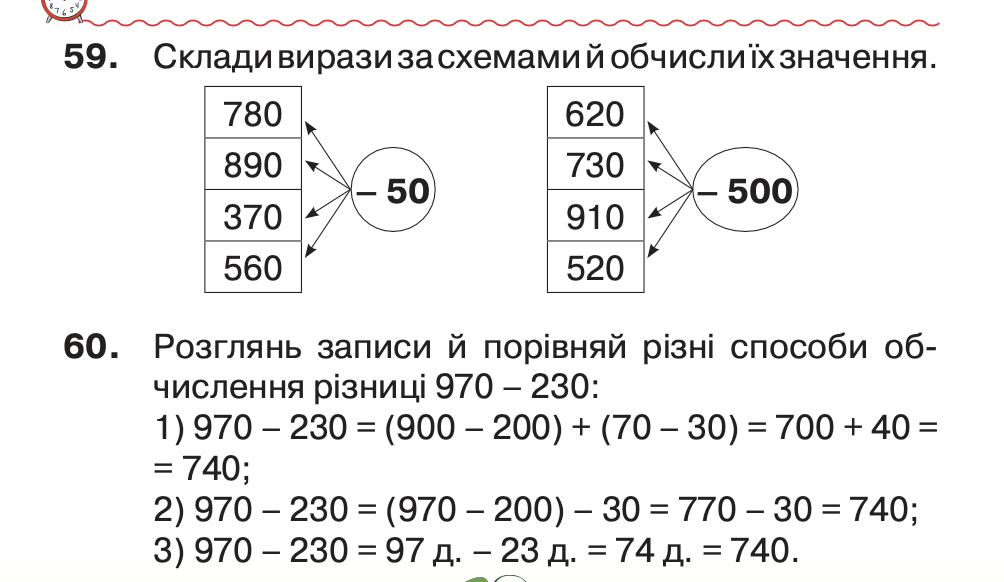 59. Склади вирази за схемами й обчисли їх значення.
780
890
370
560
– 50
620
730
910
520
– 500
60. Розглянь записи й порівняй різні способи об-
числення різниці 970 – 230:
1) 970 – 230 = (900 – 200) + (70 – 30) = 700 + 40 =
= 740;
2) 970 – 230 = (970 – 200) – 30 = 770 – 30 = 740;
3) 970 – 230 = 97 д. – 23 д. = 74 д. = 740.